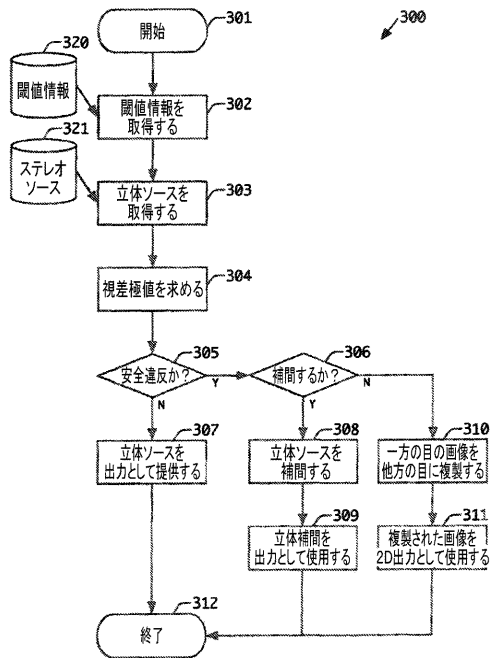 300
開始
301
320
閾値情報
閾値情報を
取得する
302
321
ステレオ
ソース
立体ソースを
取得する
303
視差極値を求める
304
安全違反か?
305
Y
N
補間するか?
306
N
Y
立体ソースを
出力として提供する
307
立体ソースを
補間する
308
一方の目の画像を
他方の目に複製する
310
立体補間を
出力として使用する
309
複製された画像を
2D出力として使用する
311
終了
312